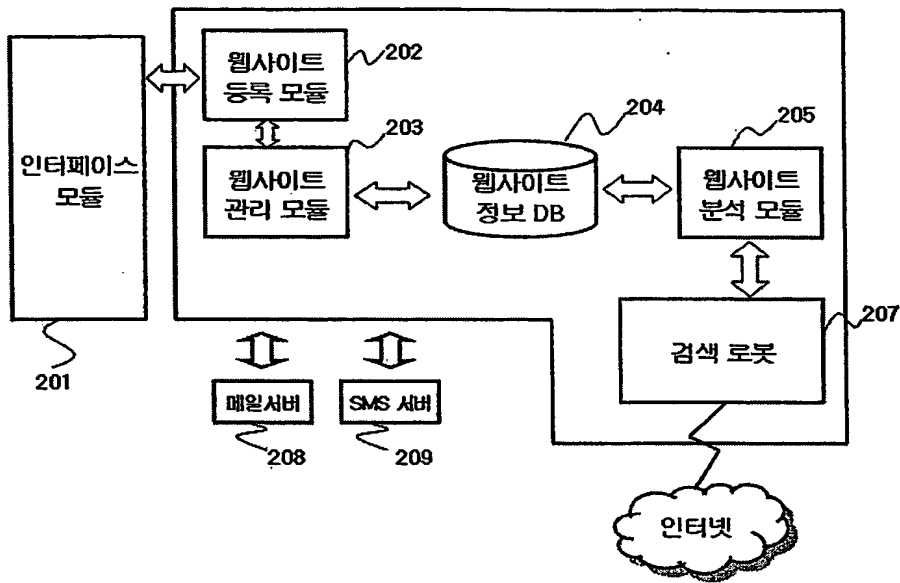 웹사이트
등록 모듈
202
인터페이스
모듈
201
웹사이트
관리 모듈
203
웹사이트
정보 DB
204
웹사이트
분석 모듈
205
검색 로봇
207
메일서버
208
SMS 서버
209
인터넷